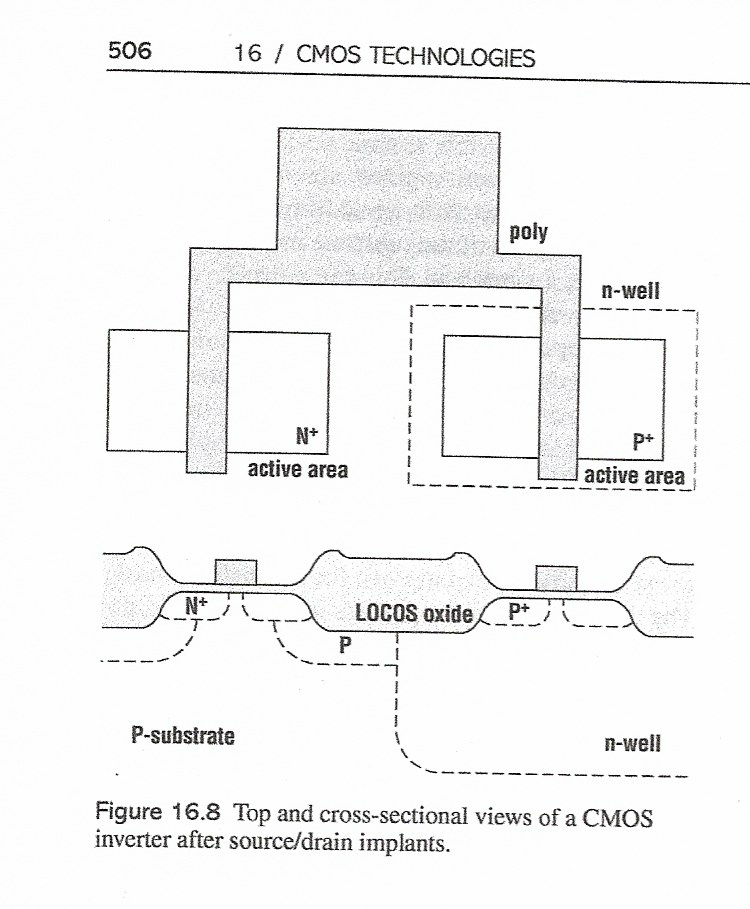 506 16 / CMOS TECHNOLOGIES
poly
n-well
N+
P+
active area
active area
N+
LOCOS oxide
P+
P
P-substrate
n-well
Figure 16.8 Top and cross-sectional views of a CMOS
inverter after source/drain implants.